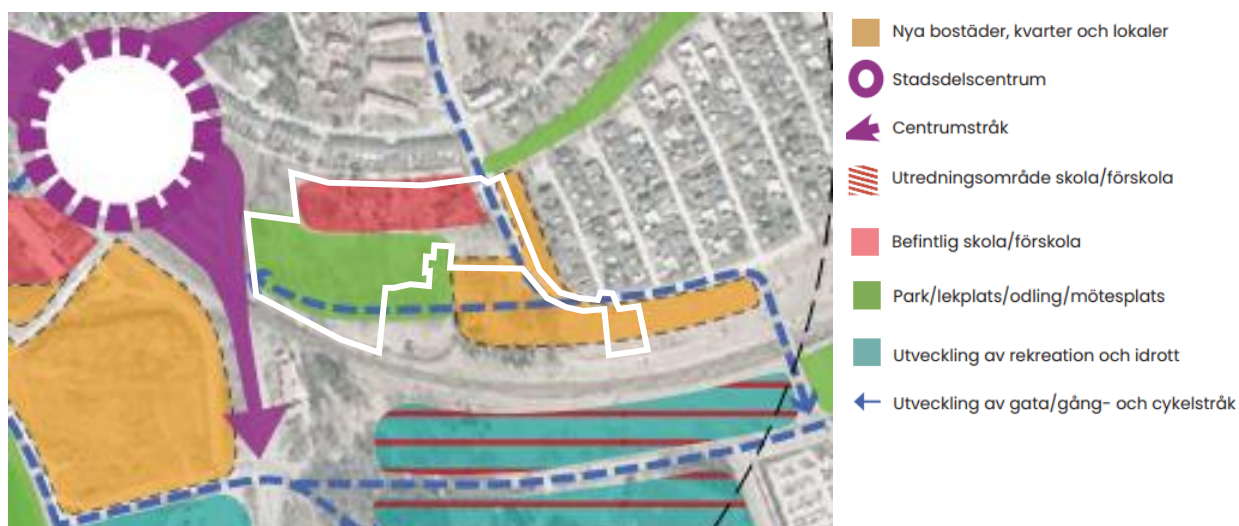 Nya bostäder, kvarter och lokaler
Stadsdelscentrum
Centrumstråk
Utredningsområde skola/förskola
Befintlig skola/förskola
Park/lekplats/odling/mötesplats
Utveckling av rekreation och idrott
Utveckling av gata/gång- och cykelstråk